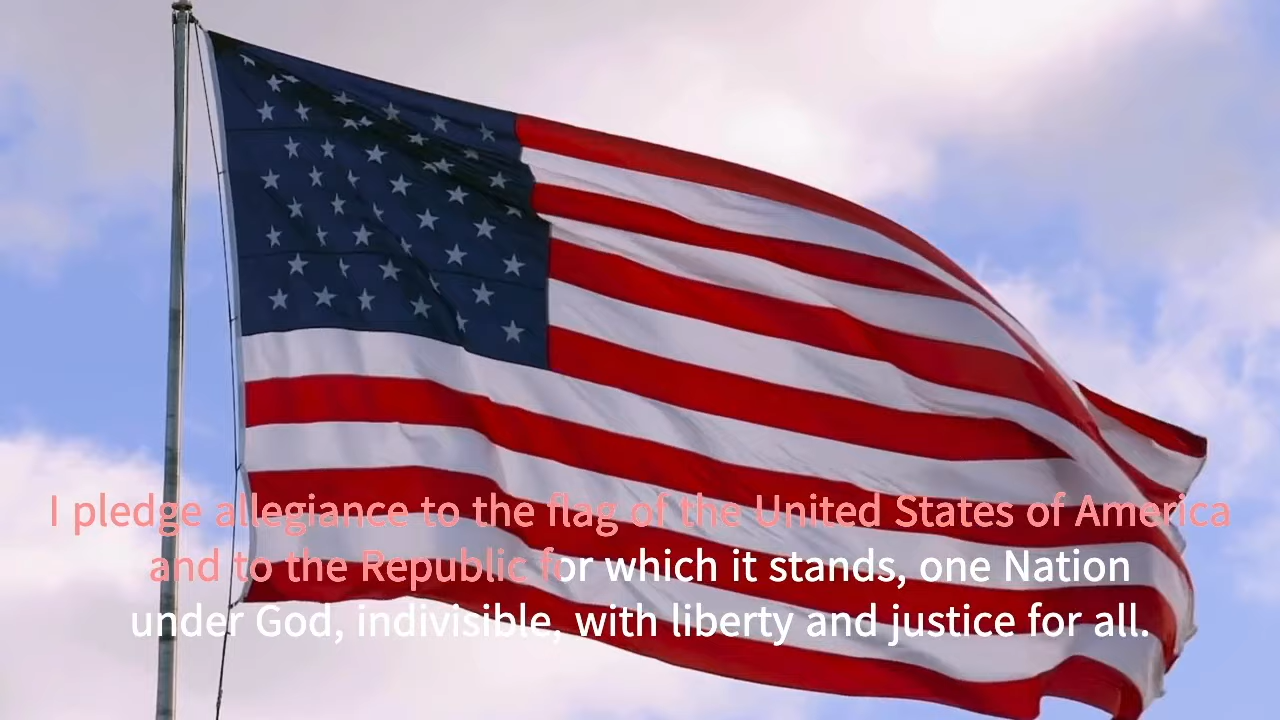 I pledge allegiance to the flag of the United States of America
and to the Republic for which it stands, one Nation
under God, indivisible, with liberty and justice for all.